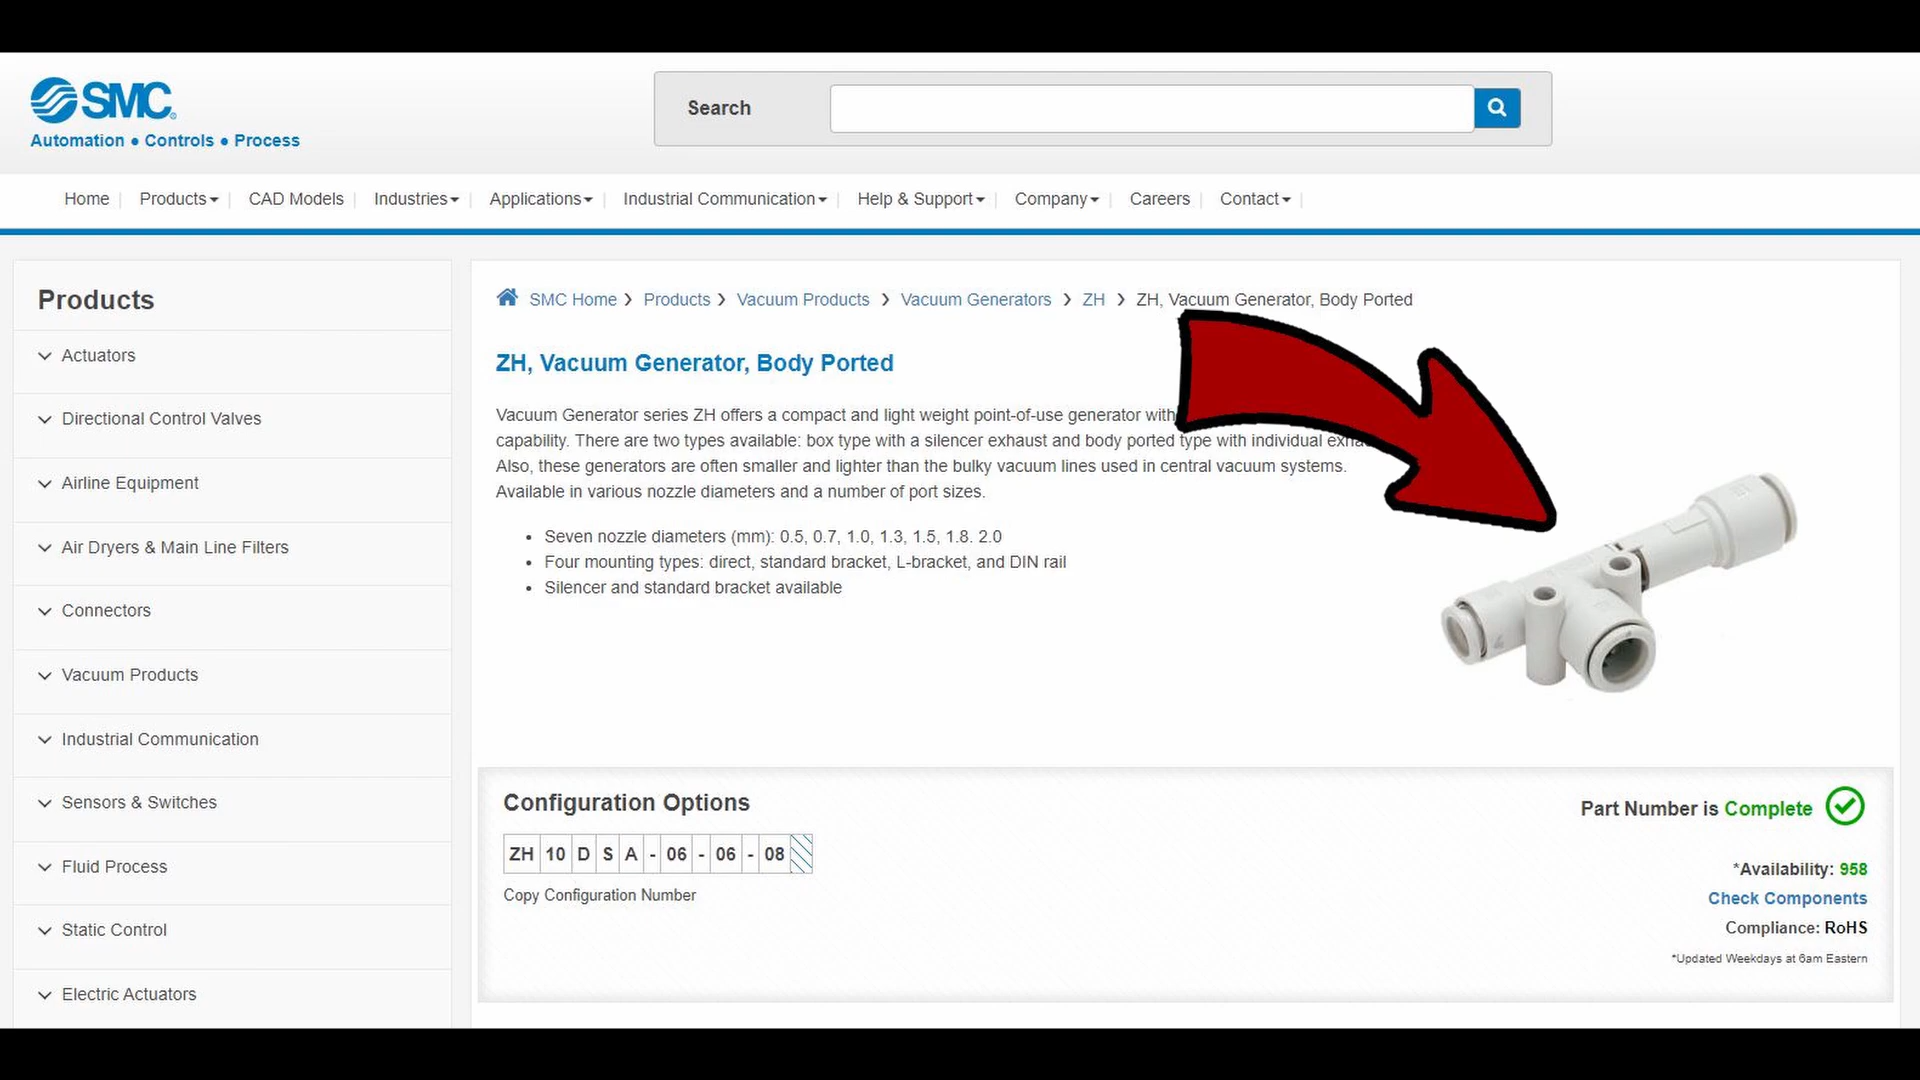 SMC
Automation ● Controls ● Process
Search
Home
Products
CAD Models
Industries
Applications
Industrial Communication
Help & Support
Company
Careers
Contact
Products
Actuators
Directional Control Valves
Airline Equipment
Air Dryers & Main Line Filters
Connectors
Vacuum Products
Industrial Communication
Sensors & Switches
Fluid Process
Static Control
Electric Actuators
SMC Home > Products > Vacuum Products > Vacuum Generators > ZH > ZH, Vacuum Generator, Body Ported
ZH, Vacuum Generator, Body Ported
Vacuum Generator series ZH offers a compact and light weight point-of-use generator with
capability. There are two types available: box type with a silencer exhaust and body ported type with individual
Also, these generators are often smaller and lighter than the bulky vacuum lines used in central vacuum systems.
Available in various nozzle diameters and a number of port sizes.
• Seven nozzle diameters (mm): 0.5, 0.7, 1.0, 1.3, 1.5, 1.8. 2.0
• Four mounting types: direct, standard bracket, L-bracket, and DIN rail
• Silencer and standard bracket available
Configuration Options
ZH 10 D S A - 06 - 06 - 08
Copy Configuration Number
Part Number is Complete
*Availability: 958
Check Components
Compliance: RoHS
*Updated Weekdays at 6am Eastern